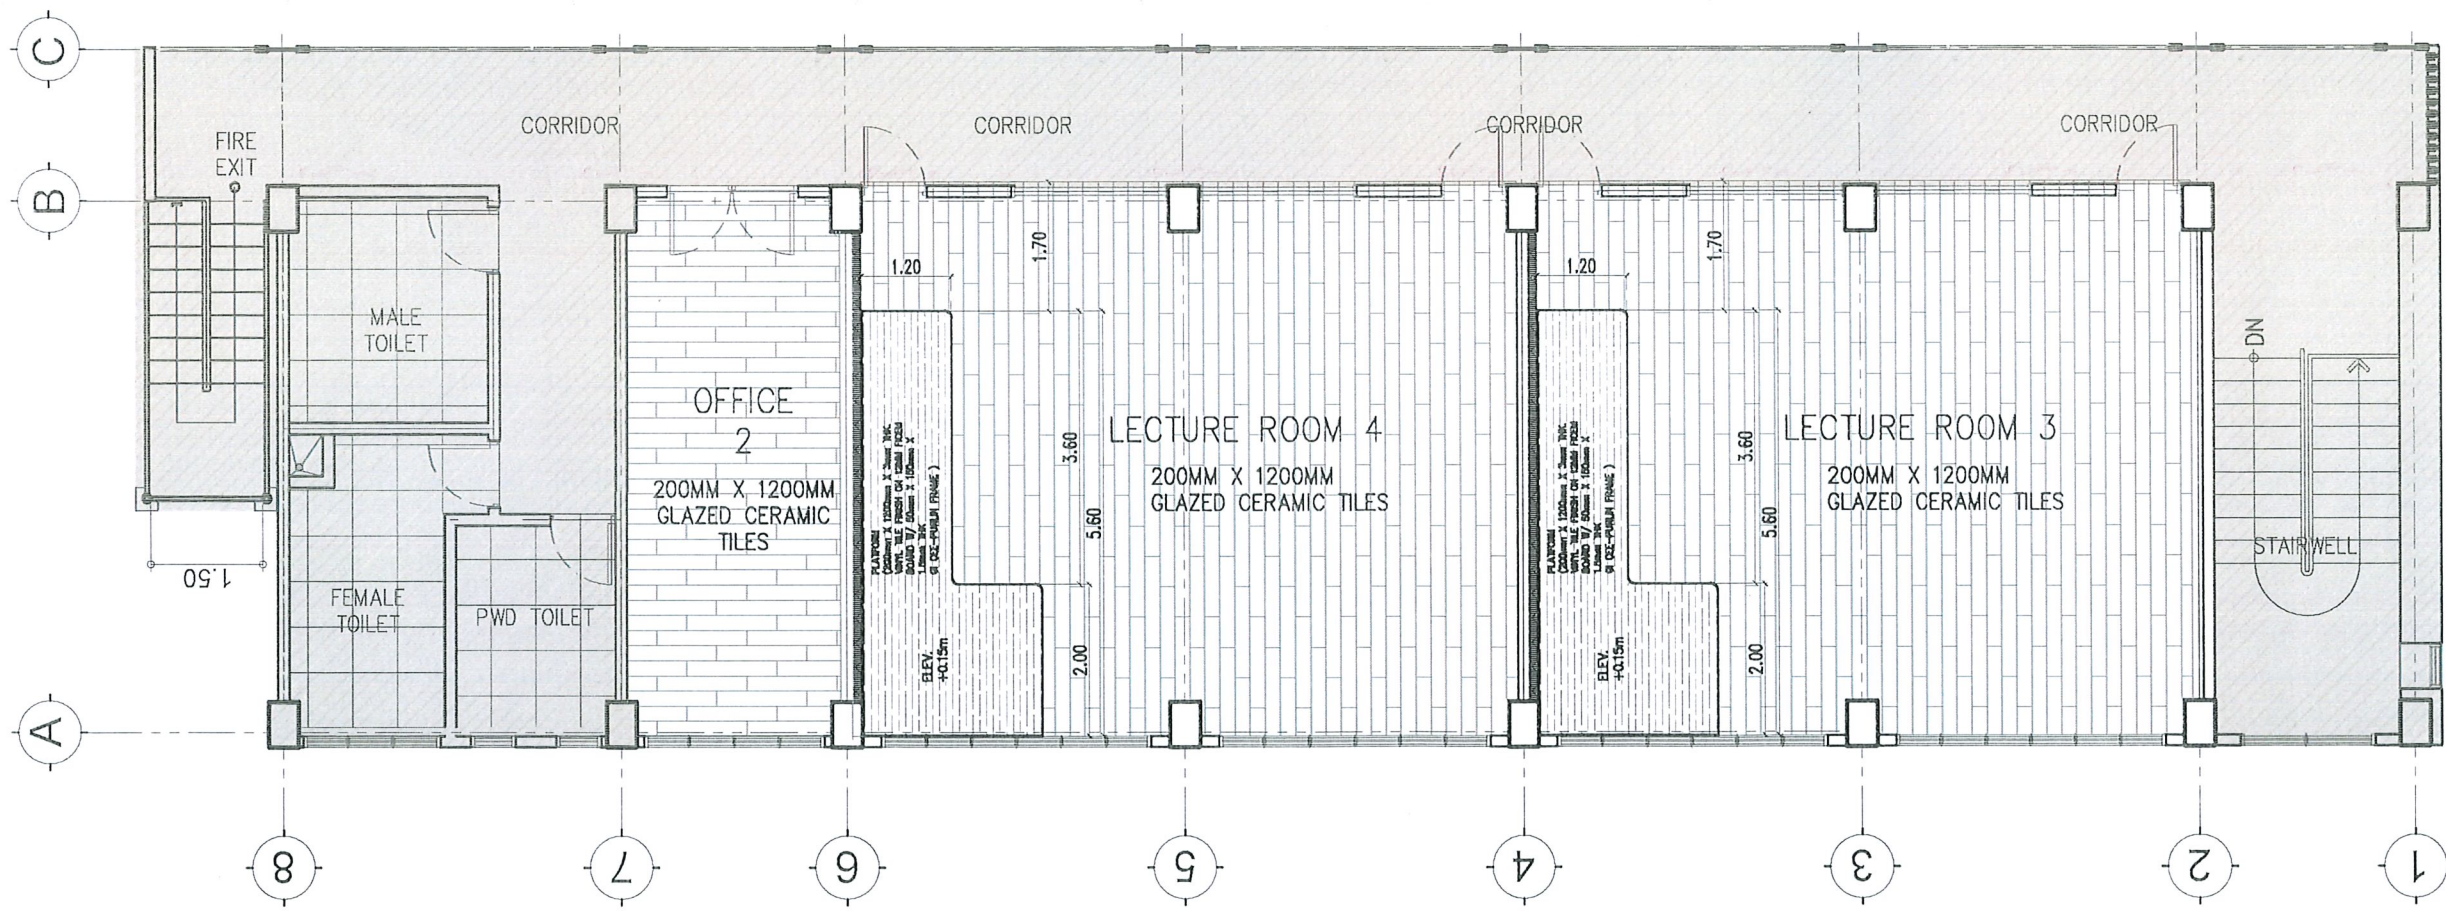 C
B
A
CORRIDOR
CORRIDOR
CORRIDOR
CORRIDOR
FIRE
EXIT
MALE
TOILET
FEMALE
TOILET
PWD TOILET
1.50
OFFICE
2
200MM X 1200MM
GLAZED CERAMIC
TILES
1.20
1.70
3.60
5.60
2.00
PLATFORM
ELEV.
+0.15m
LECTURE ROOM 4
200MM X 1200MM
GLAZED CERAMIC TILES
1.20
1.70
3.60
5.60
2.00
PLATFORM
ELEV.
+0.15m
LECTURE ROOM 3
200MM X 1200MM
GLAZED CERAMIC TILES
DN
STAIRWELL
8
7
6
5
4
3
2
1